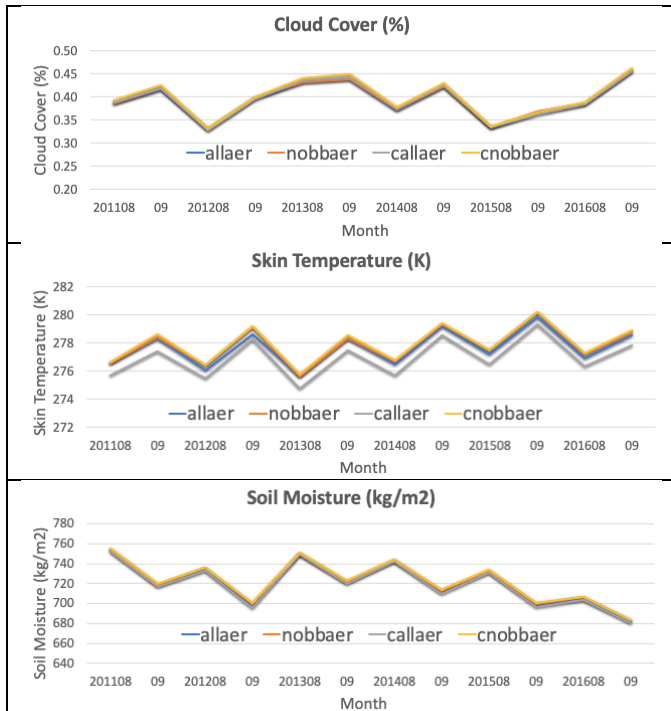 Cloud Cover (%)
Cloud Cover (%)
0.50
0.45
0.40
0.35
0.30
0.25
0.20
allaer nobbaer callaer cnobbaer
201108 09 201208 09 201308 09 201408 09 201508 09 201608 09
Month
Skin Temperature (K)
Skin Temperature (K)
282
280
278
276
274
272
allaer nobbaer callaer cnobbaer
201108 09 201208 09 201308 09 201408 09 201508 09 201608 09
Month
Soil Moisture (kg/m2)
Soil Moisture (kg/m2)
780
760
740
720
700
680
660
640
allaer nobbaer callaer cnobbaer
201108 09 201208 09 201308 09 201408 09 201508 09 201608 09
Month